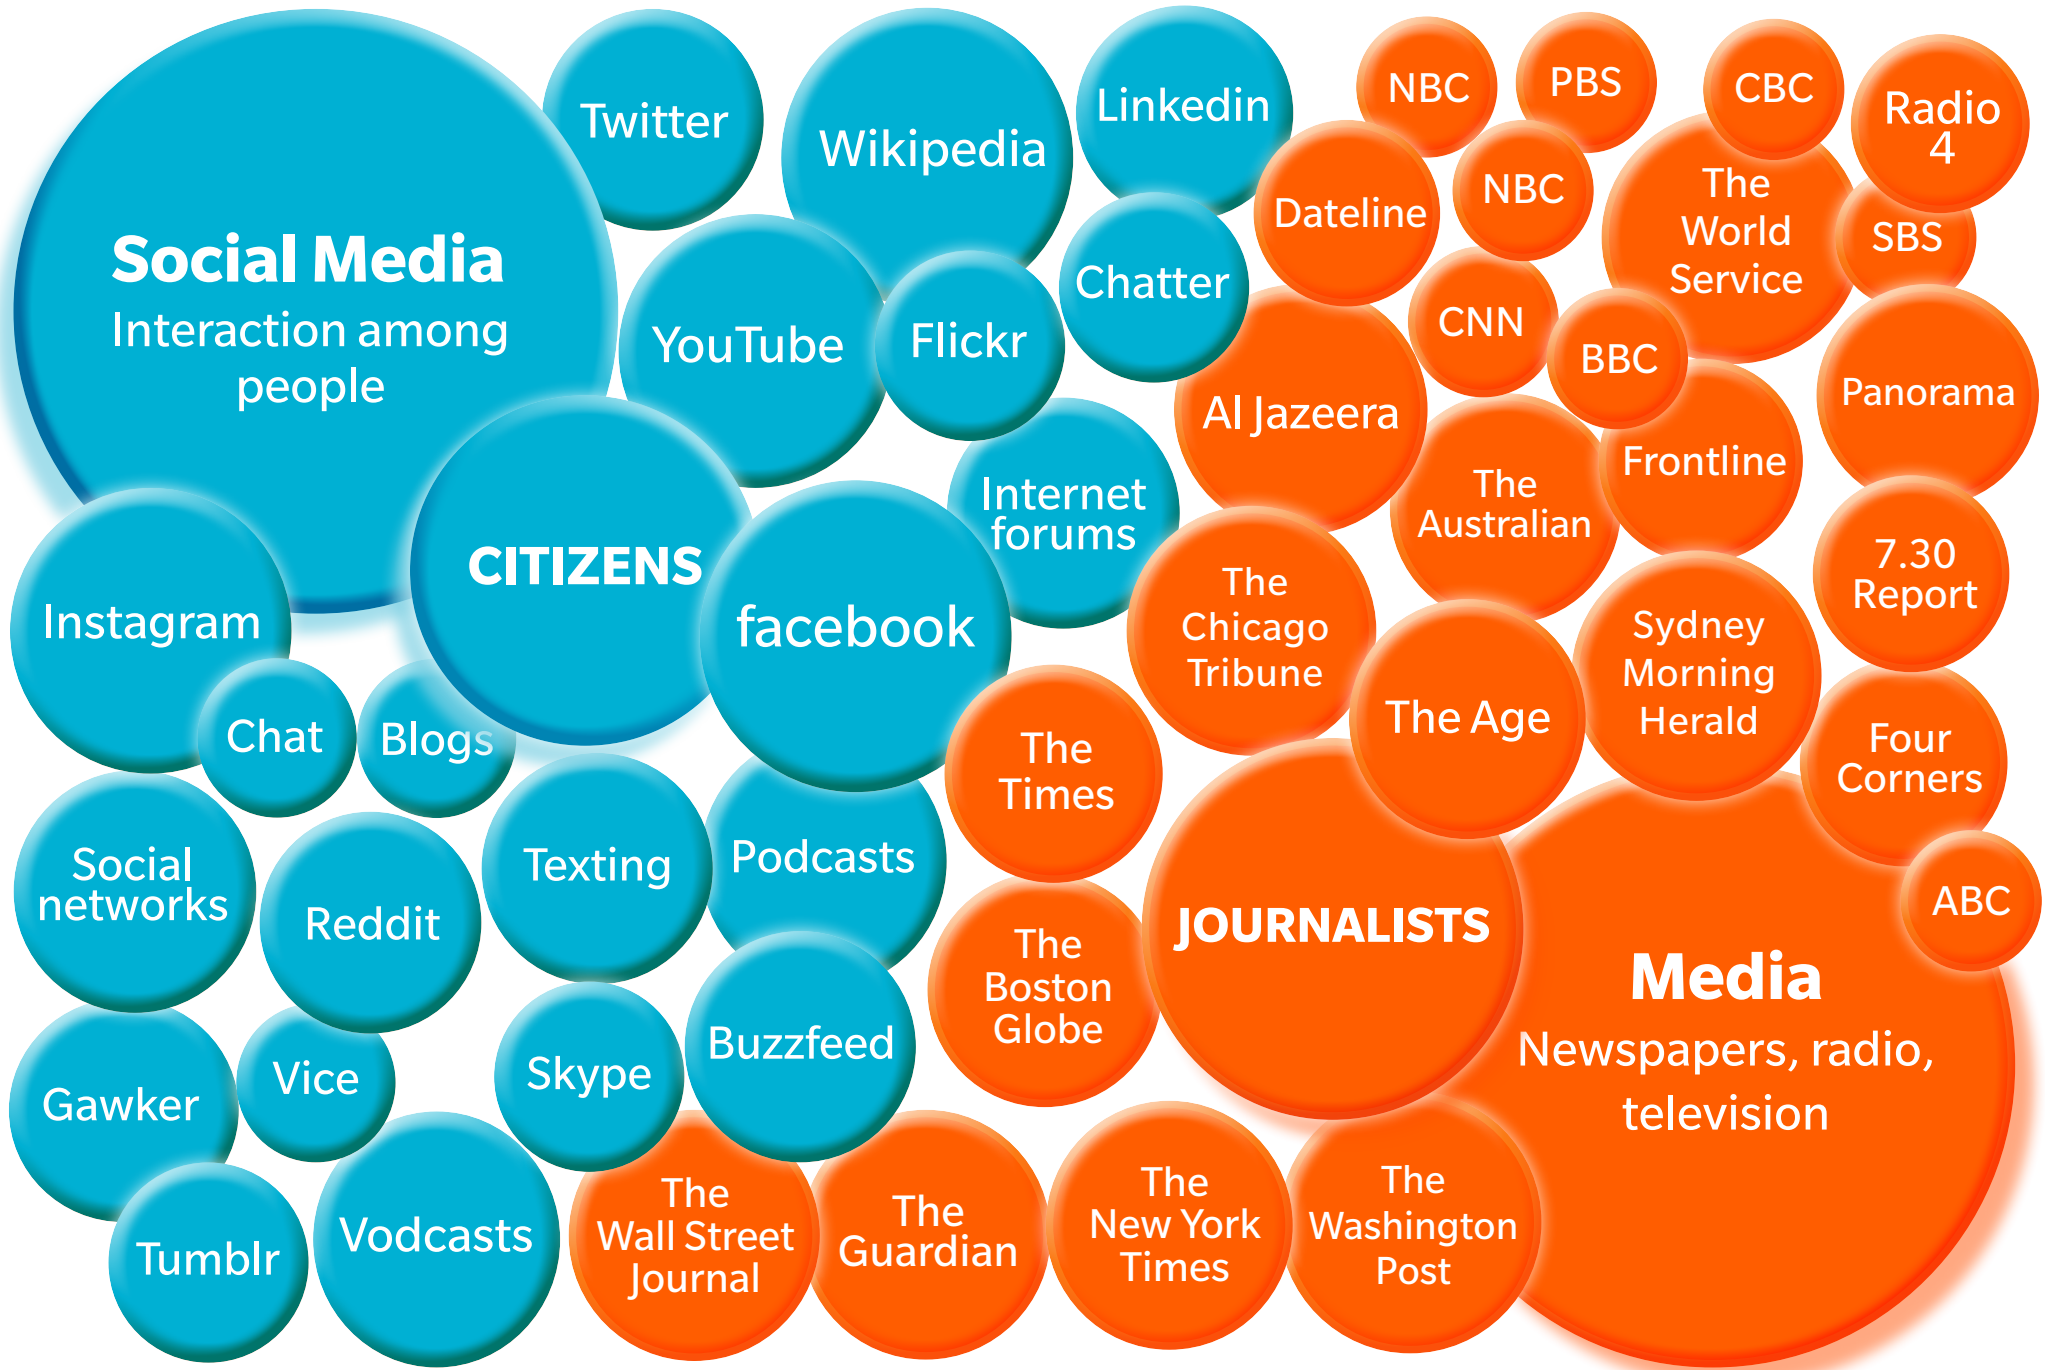 Social Media
Interaction among
people
Twitter
Wikipedia
Linkedin
YouTube
Flickr
Chatter
CITIZENS
facebook
Internet
forums
Instagram
Chat
Blogs
Social
networks
Reddit
Texting
Podcasts
Gawker
Vice
Skype
Buzzfeed
Tumblr
Vodcasts
NBC
PBS
CBC
Radio
4
Dateline
NBC
The
World
Service
SBS
CNN
BBC
Panorama
Al Jazeera
The
Australian
Frontline
7.30
Report
The
Chicago
Tribune
The Age
Sydney
Morning
Herald
Four
Corners
The
Times
JOURNALISTS
ABC
The
Boston
Globe
Media
Newspapers, radio,
television
The
Wall Street
Journal
The
Guardian
The
New York
Times
The
Washington
Post